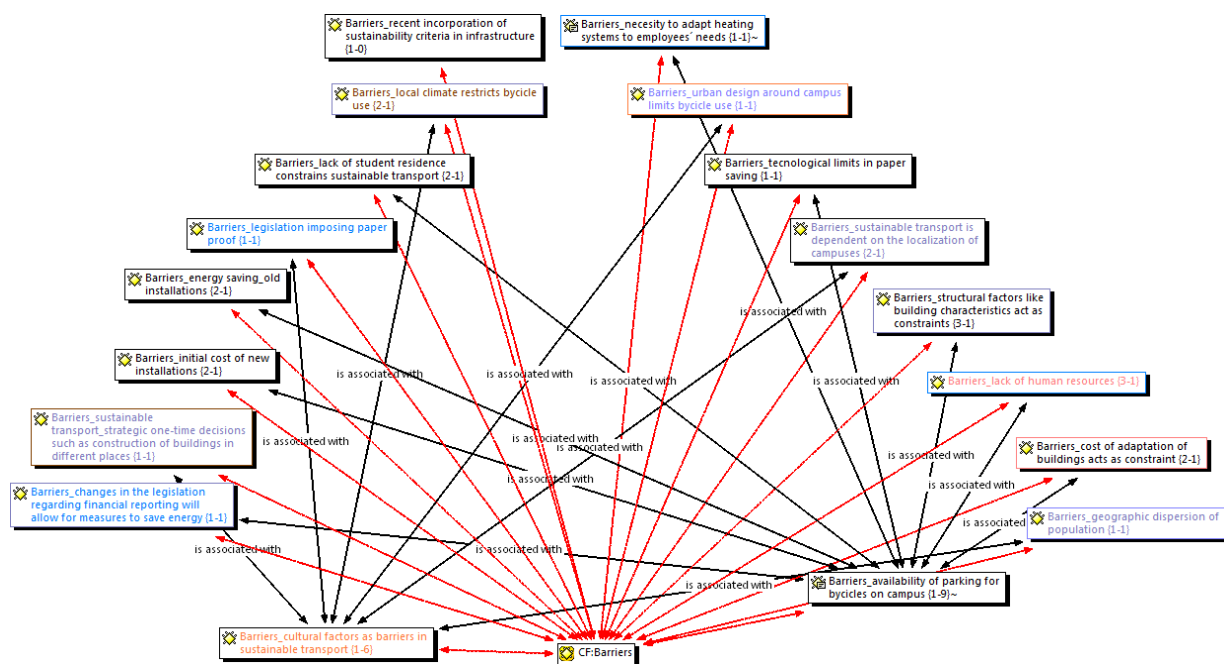 Barriers_recent incorporation of
sustainability criteria in infrastructure
{1-0}
Barriers_necesity to adapt heating
systems to employees´ needs {1-1}~
Barriers_local climate restricts bycicle
use {2-1}
Barriers_urban design around campus
limits bycicle use {1-1}
Barriers_lack of student residence
constrains sustainable transport {2-1}
Barriers_tecnological limits in paper
saving {1-1}
Barriers_legislation imposing paper
proof {1-1}
Barriers_sustainable transport is
dependent on the localization of
campuses {2-1}
Barriers_energy saving_old
installations {2-1}
Barriers_structural factors like
building characteristics act as
constraints {3-1}
is associated with
is associated with
Barriers_initial cost of new
installations {2-1}
is associated with
is associated with
is associated with
Barriers_lack of human resources {3-1}
Barriers_sustainable
transport_strategic one-time decisions
such as construction of buildings in
different places {1-1}
is associated with
is associated with
is associated with
is associated with
is associated with
Barriers_cost of adaptation of
buildings acts as constraint {2-1}
Barriers_changes in the legislation
regarding financial reporting will
allow for measures to save energy
{1-1}
is associated with
is associated with
Barriers_geographic dispersion of
population {1-1}
is associated with
is associated with
is associated with
Barriers_availability of parking for
bycicles on campus {1-9}~
Barriers_cultural factors as barriers in
sustainable transport {1-6}
CF:Barriers